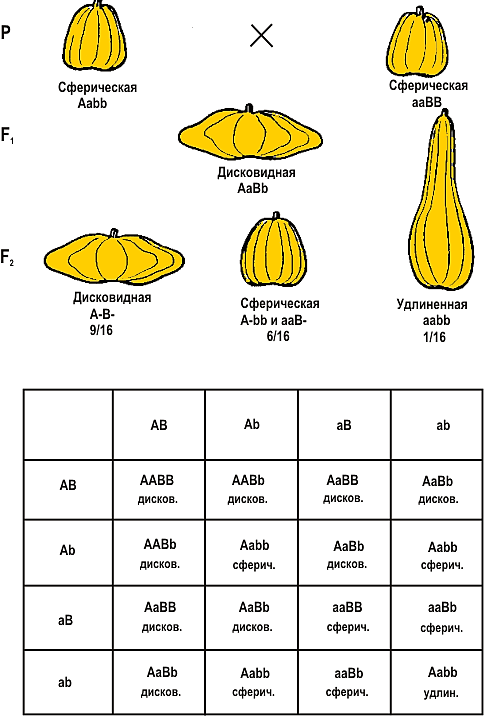 P
Сферическая Сферическая
Aabb aaBB
F1
Дисковидная
AaBb
F2
Дисковидная Сферическая Удлиненная
A-B- A-bb и aaB- aabb
9/16 6/16 1/16
AB Ab aB ab
AB AABB AABb AaBB AaBb
дисков. дисков. дисков. дисков.
Ab AABb Aabb AaBb Aabb
дисков. сферич. дисков. сферич.
aB AaBB AaBb aaBB aaBb
дисков. дисков. сферич. сферич.
ab AaBb Aabb aaBb Aabb
дисков. сферич. сферич. удлин.